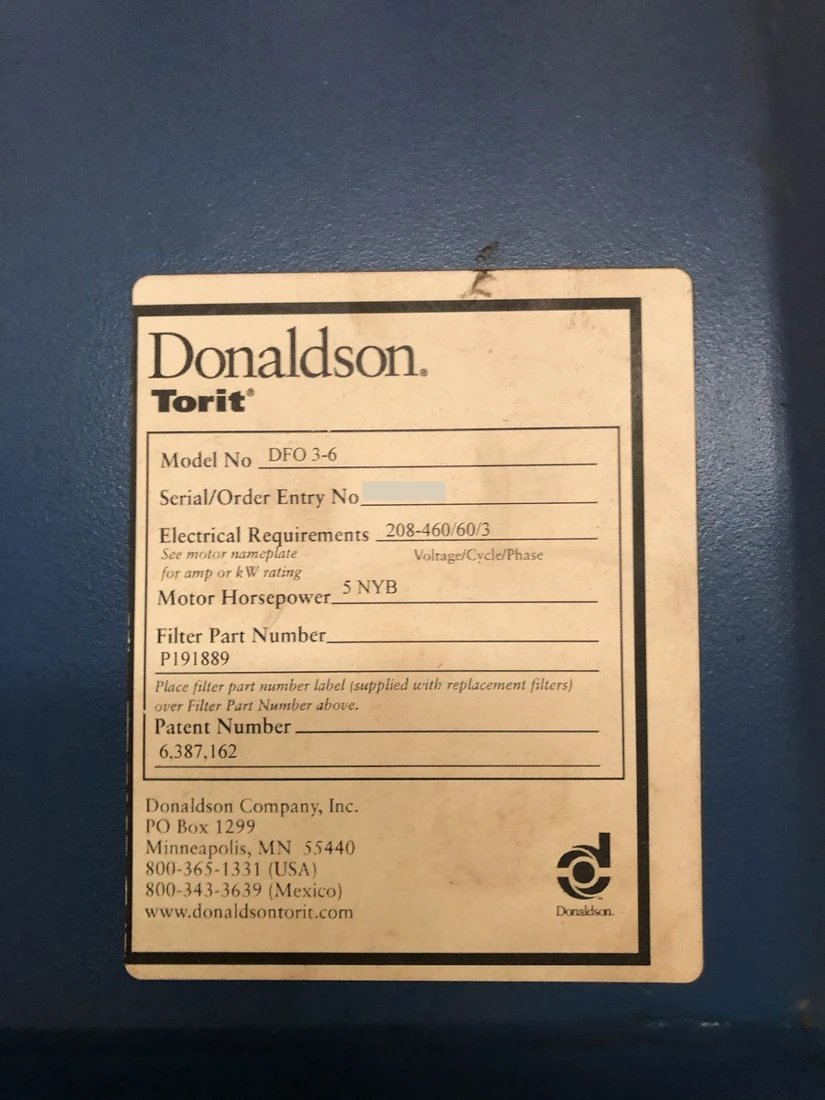 Donaldson®
Torit®
Model No DFO 3-6
Serial/Order Entry No
Electrical Requirements 208-460/60/3
See motor nameplate Voltage/Cycle/Phase
for amp or kW rating
Motor Horsepower 5 NYB
Filter Part Number
P191889
Place filter part number label (supplied with replacement filters)
over Filter Part Number above.
Patent Number
6,387,162
Donaldson Company, Inc.
PO Box 1299
Minneapolis, MN 55440
800-365-1331 (USA)
800-343-3639 (Mexico)
www.donaldsontorit.com
Donaldson.